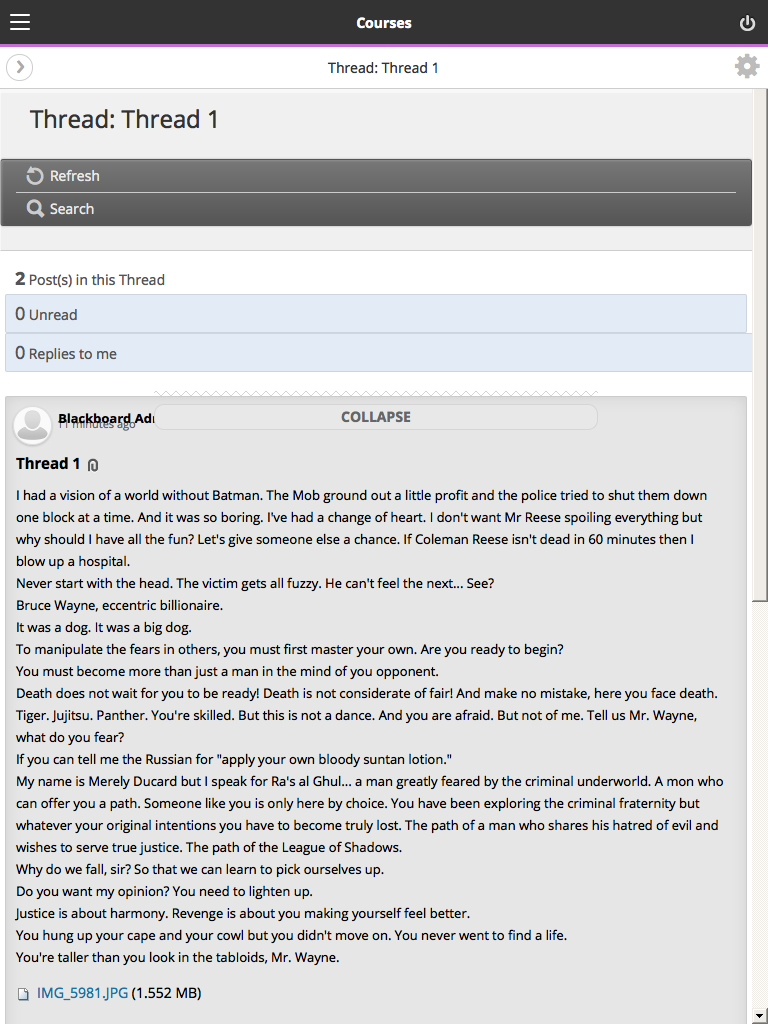 Courses
Thread: Thread 1
Thread: Thread 1
Refresh
Search
2 Post(s) in this Thread
0 Unread
0 Replies to me
Blackboard Adı
11 minutes ago
COLLAPSE
Thread 1
I had a vision of a world without Batman. The Mob ground out a little profit and the police tried to shut them down
one block at a time. And it was so boring. I've had a change of heart. I don't want Mr Reese spoiling everything but
why should I have all the fun? Let's give someone else a chance. If Coleman Reese isn't dead in 60 minutes then I
blow up a hospital.
Never start with the head. The victim gets all fuzzy. He can't feel the next... See?
Bruce Wayne, eccentric billionaire.
It was a dog. It was a big dog.
To manipulate the fears in others, you must first master your own. Are you ready to begin?
You must become more than just a man in the mind of you opponent.
Death does not wait for you to be ready! Death is not considerate of fair! And make no mistake, here you face death.
Tiger. Jujitsu. Panther. You're skilled. But this is not a dance. And you are afraid. But not of me. Tell us Mr. Wayne,
what do you fear?
If you can tell me the Russian for "apply your own bloody suntan lotion."
My name is Merely Ducard but I speak for Ra's al Ghul... a man greatly feared by the criminal underworld. A mon who
can offer you a path. Someone like you is only here by choice. You have been exploring the criminal fraternity but
whatever your original intentions you have to become truly lost. The path of a man who shares his hatred of evil and
wishes to serve true justice. The path of the League of Shadows.
Why do we fall, sir? So that we can learn to pick ourselves up.
Do you want my opinion? You need to lighten up.
Justice is about harmony. Revenge is about you making yourself feel better.
You hung up your cape and your cowl but you didn't move on. You never went to find a life.
You're taller than you look in the tabloids, Mr. Wayne.
IMG_5981.JPG (1.552 MB)